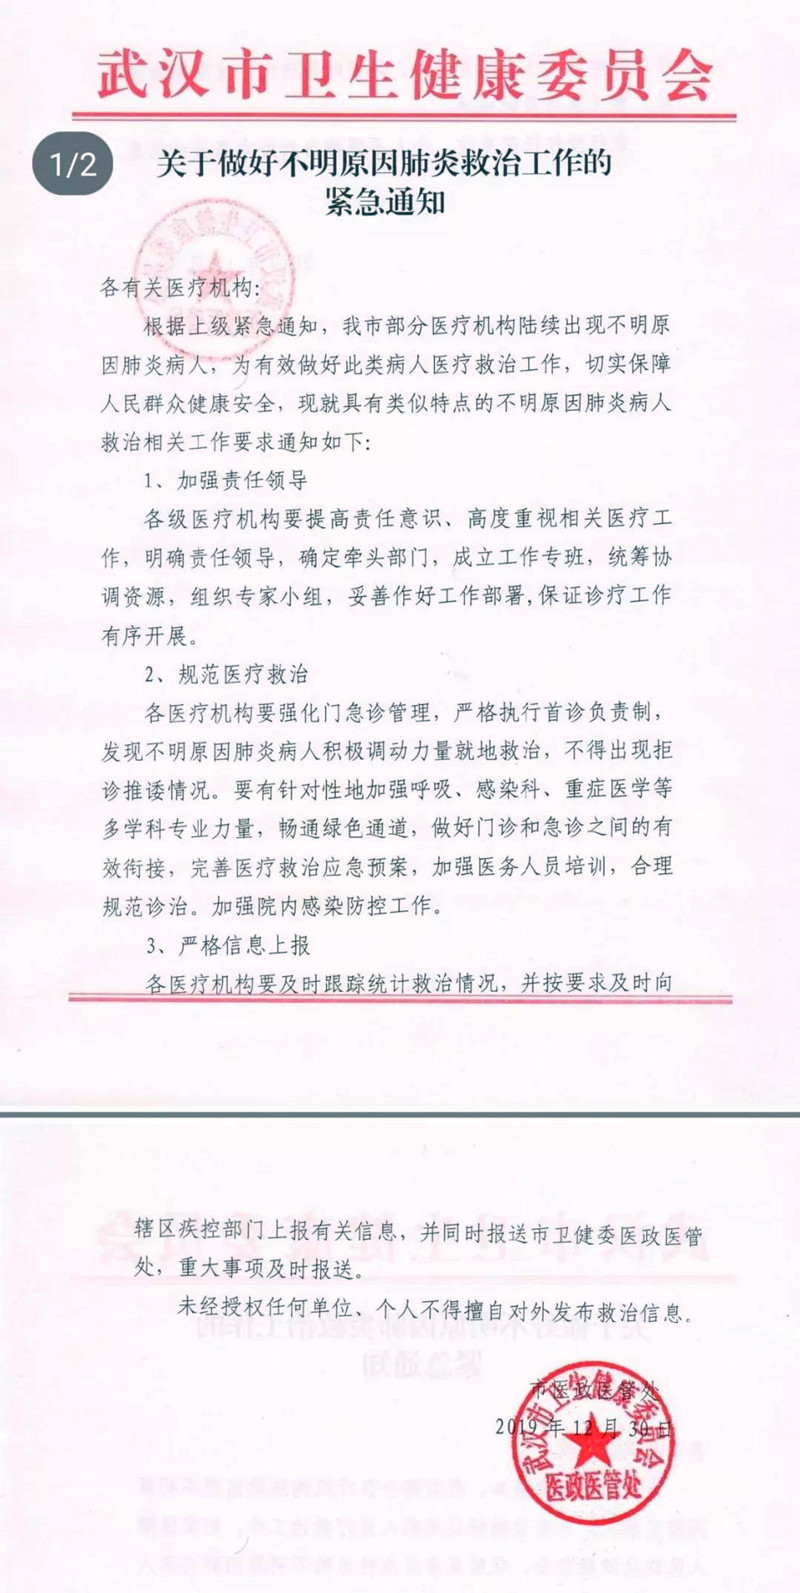 武汉市卫生健康委员会
1/2
关于做好不明原因肺炎救治工作的
紧急通知
各有关医疗机构:
根据上级紧急通知，我市部分医疗机构陆续出现不明原
因肺炎病人，为有效做好此类病人医疗救治工作，切实保障
人民群众健康安全，现就具有类似特点的不明原因肺炎病人
救治相关工作要求通知如下:
1、加强责任领导
各级医疗机构要提高责任意识、高度重视相关医疗工
作，明确责任领导，确定牵头部门，成立工作专班，统筹协
调资源，组织专家小组，妥善作好工作部署,保证诊疗工作
有序开展。
2、规范医疗救治
各医疗机构要强化门急诊管理，严格执行首诊负责制，
发现不明原因肺炎病人积极调动力量就地救治，不得出现拒
诊推诿情况。要有针对性地加强呼吸、感染科、重症医学等
多学科专业力量，畅通绿色通道，做好门诊和急诊之间的有
效衔接，完善医疗救治应急预案，加强医务人员培训，合理
规范诊治。加强院内感染防控工作。
3、严格信息上报
各医疗机构要及时跟踪统计救治情况，并按要求及时向
辖区疾控部门上报有关信息，并同时报送市卫健委医政医管
处，重大事项及时报送。
未经授权任何单位、个人不得擅自对外发布救治信息。
市医政医管处
2019年12月30日
武汉市卫生健康委员会
医政医管处